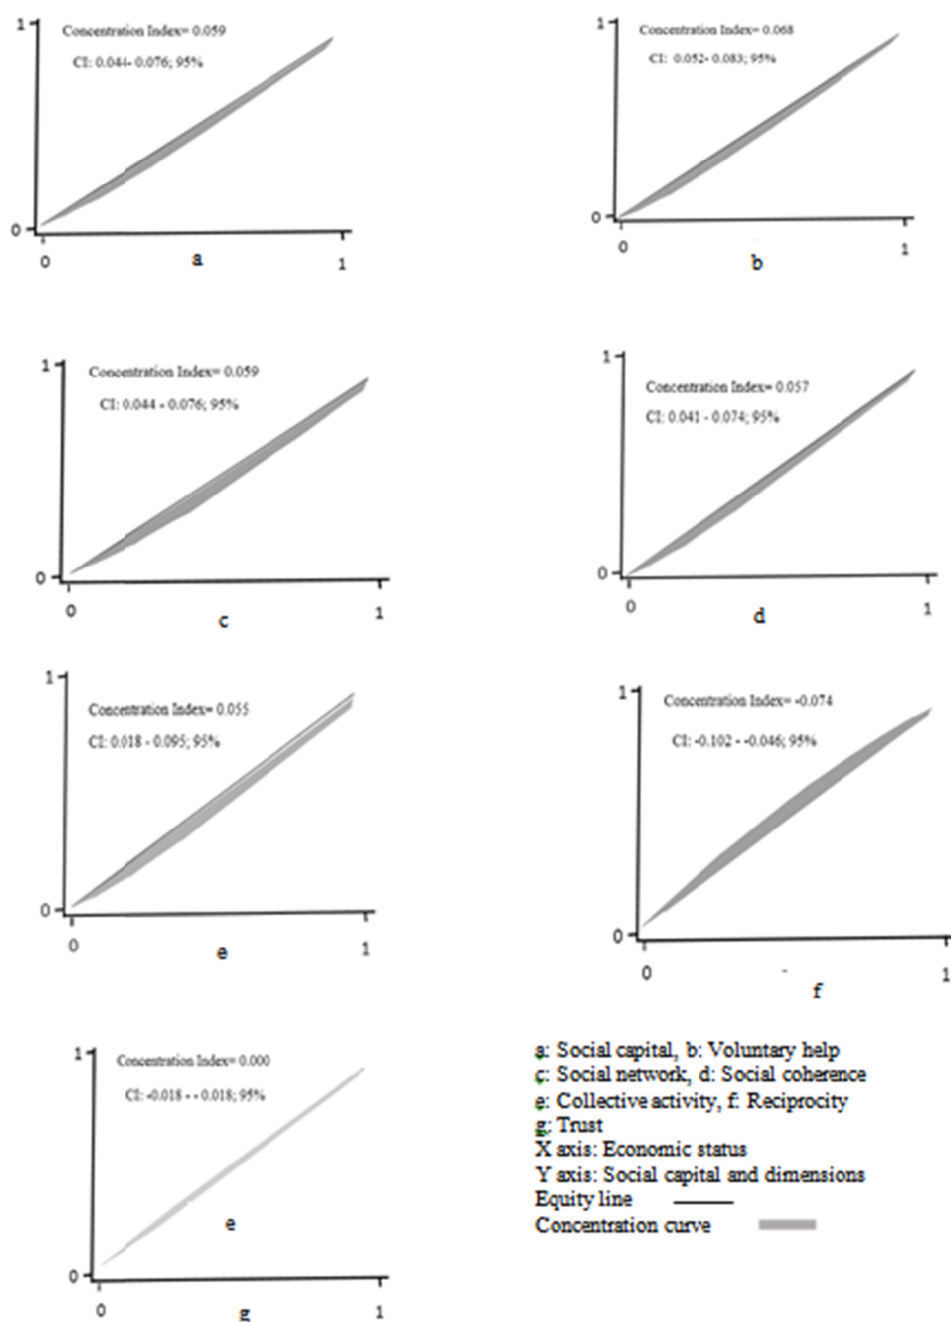 1
Concentration Index= 0.059
CI: 0.044- 0.076; 95%
0
0
1
a
1
Concentration Index= 0.068
CI: 0.052- 0.083; 95%
0
0
1
b
1
Concentration Index= 0.059
CI: 0.044 - 0.076; 95%
0
0
1
c
1
Concentration Index= 0.057
CI: 0.041 - 0.074; 95%
0
0
1
d
1
Concentration Index= 0.055
CI: 0.018 - 0.095; 95%
0
0
1
e
1
Concentration Index= -0.074
CI: -0.102 - -0.046; 95%
0
0
1
f
1
Concentration Index= 0.000
CI: -0.018 - - 0.018; 95%
e
0
0
1
g
a: Social capital, b: Voluntary help
c: Social network, d: Social coherence
e: Collective activity, f: Reciprocity
g: Trust
X axis: Economic status
Y axis: Social capital and dimensions
Equity line
Concentration curve